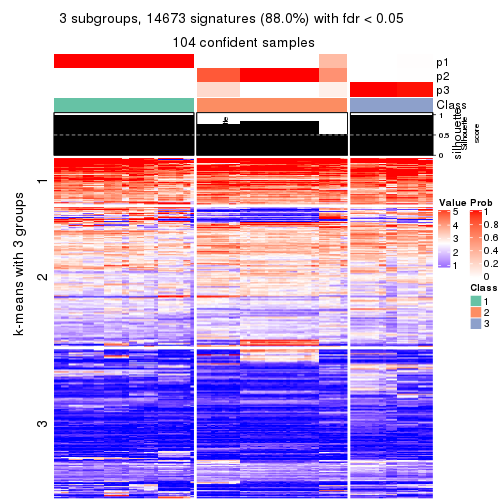 3 subgroups, 14673 signatures (88.0%) with fdr < 0.05
104 confident samples
p1
p2
p3
Class
1
0.5
0
silhouette
Silhouette
score
k-means with 3 groups
1
2
3
Value
5
4
3
2
1
Prob
1
0.8
0.6
0.4
0.2
0
Class
1
2
3